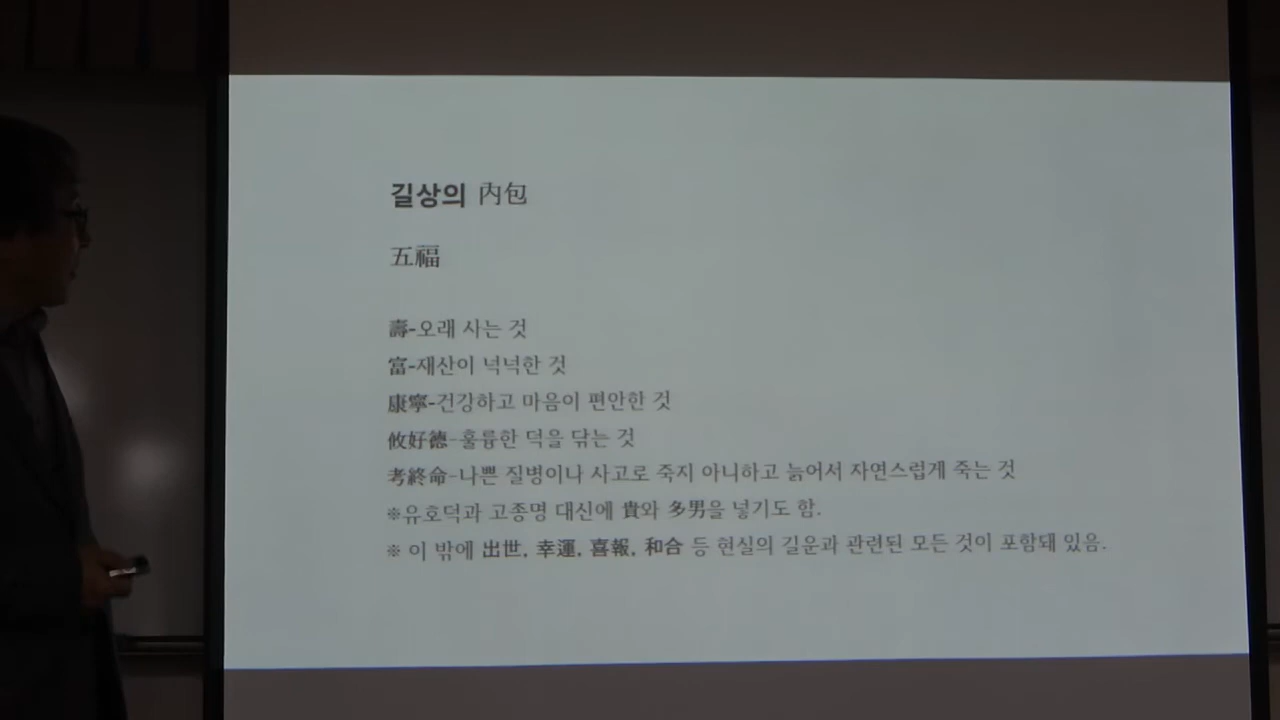 길상의 內包
五福
壽-오래 사는 것
富-재산이 넉넉한 것
康寧-건강하고 마음이 편안한 것
攸好德-훌륭한 덕을 닦는 것
考終命-나쁜 질병이나 사고로 죽지 아니하고 늙어서 자연스럽게 죽는 것
※유호덕과 고종명 대신에 貴와 多男을 넣기도 함.
※ 이 밖에 出世, 幸運, 喜報, 和合 등 현실의 길운과 관련된 모든 것이 포함돼 있음.